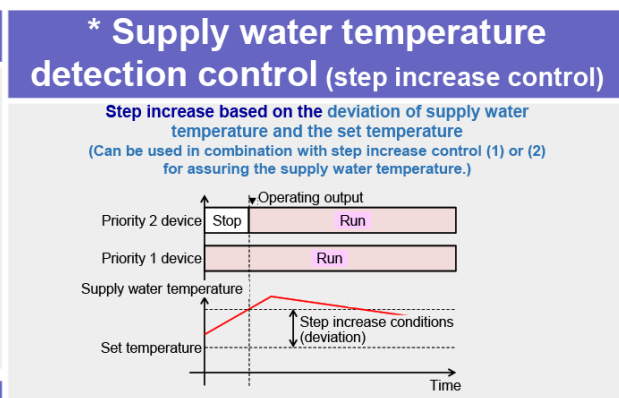 * Supply water temperature
detection control (step increase control)
Step increase based on the deviation of supply water
temperature and the set temperature
(Can be used in combination with step increase control (1) or (2)
for assuring the supply water temperature.)
Operating output
Priority 2 device Stop Run
Priority 1 device Run
Supply water temperature
Step increase conditions
(deviation)
Set temperature
Time